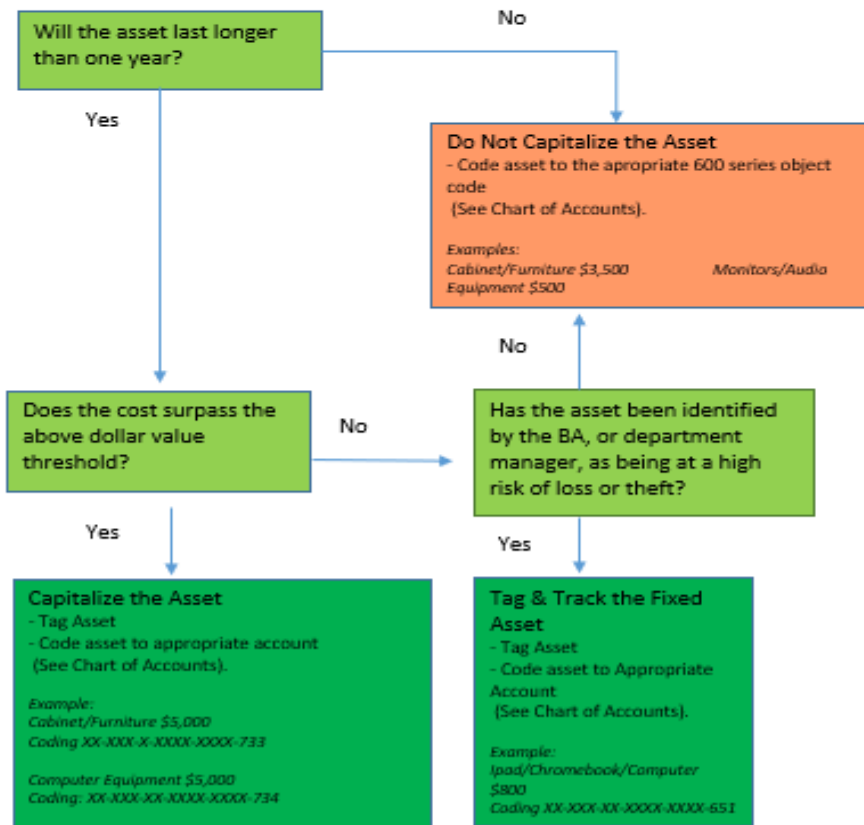 Will the asset last longer
than one year?
No
Yes
Do Not Capitalize the Asset
- Code asset to the apropriate 600 series object
code
(See Chart of Accounts).
Examples:
Cabinet/Furniture $3,500 Monitors/Audio
Equipment $500
No
Does the cost surpass the
above dollar value
threshold?
No
Has the asset been identified
by the BA, or department
manager, as being at a high
risk of loss or theft?
Yes
Yes
Capitalize the Asset
- Tag Asset
- Code asset to appropriate account
(See Chart of Accounts).
Example:
Cabinet/Furniture $5,000
Coding XX-XXX-X-XXXX-XXXX-733
Computer Equipment $5,000
Coding: XX-XXX-XX-XXXX-XXXX-734
Tag & Track the Fixed
Asset
- Tag Asset
- Code asset to Appropriate
Account
(See Chart of Accounts).
Example:
Ipad/Chromebook/Computer
$800
Coding XX-XXX-XX-XXXX-XXXX-651